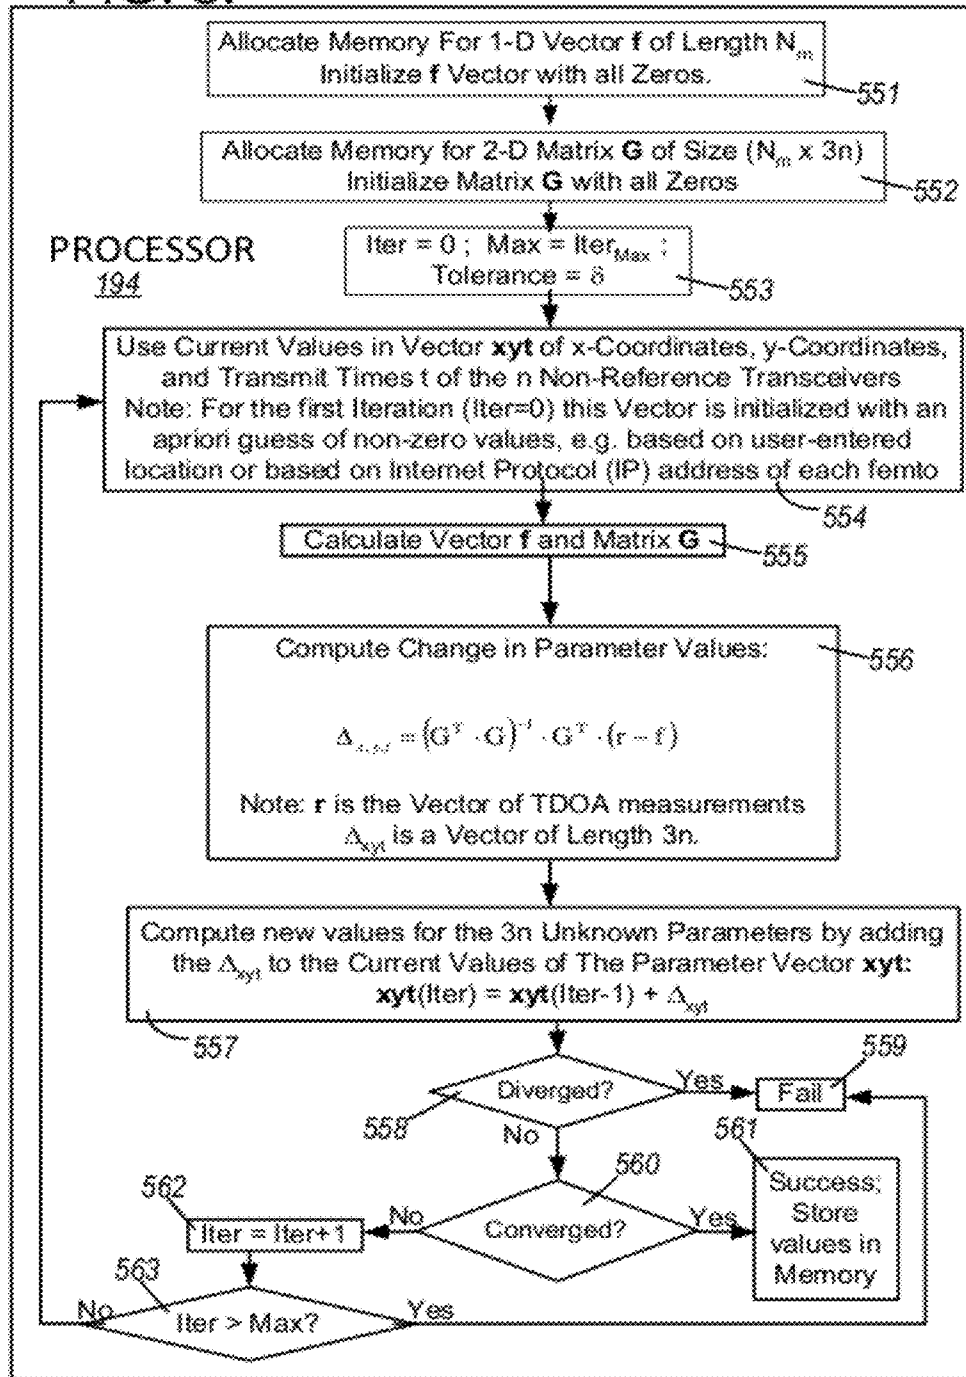 Allocate Memory For 1-D Vector f of Length Nm
Initialize f Vector with all Zeros.
551
Allocate Memory for 2-D Matrix G of Size (Nm x 3n)
Initialize Matrix G with all Zeros
552
PROCESSOR
194
Iter = 0 ; Max = IterMax ;
Tolerance = δ
553
Use Current Values in Vector xyt of x-Coordinates, y-Coordinates,
and Transmit Times t of the n Non-Reference Transceivers
Note: For the first Iteration (Iter=0) this Vector is initialized with an
apriori guess of non-zero values, e.g. based on user-entered
location or based on Internet Protocol (IP) address of each femto
554
Calculate Vector f and Matrix G
555
Compute Change in Parameter Values:
556
Δx,y,t = (G^T · G)^-1 · G^T · (r − f)
Note: r is the Vector of TDOA measurements
Δxyt is a Vector of Length 3n.
Compute new values for the 3n Unknown Parameters by adding
the Δxyt to the Current Values of The Parameter Vector xyt:
xyt(Iter) = xyt(Iter-1) + Δxyt
557
Diverged?
Yes
558
No
Fail
559
Converged?
560
Yes
No
561
Success;
Store
values in
Memory
562
Iter = Iter+1
563
Iter > Max?
No
Yes